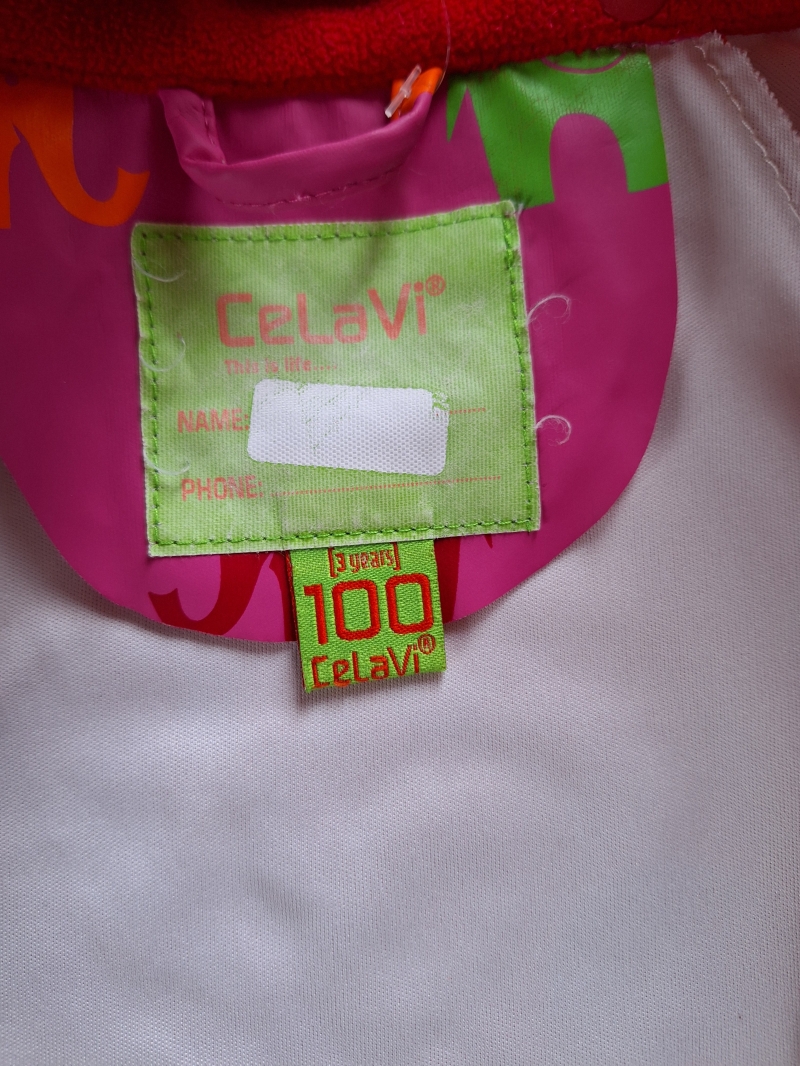 CeLaVi®
This is life....
NAME:
PHONE:
[3 years]
100
CeLaVi®